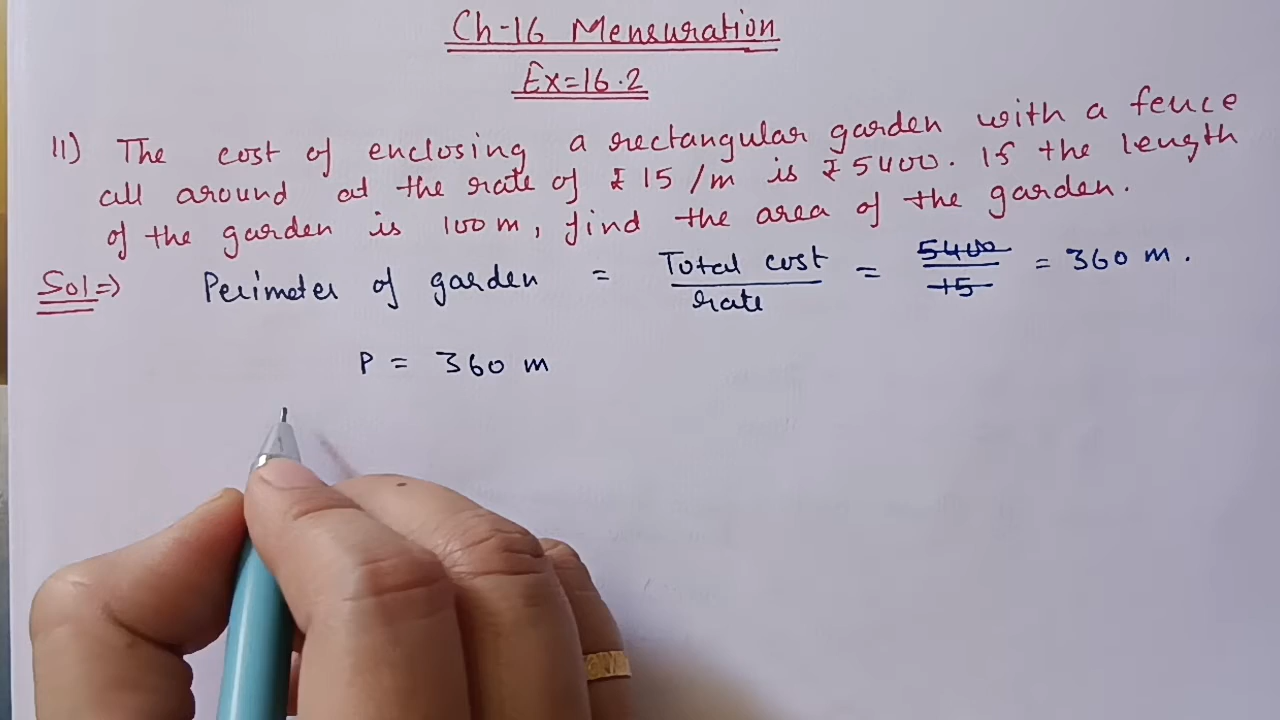 Ch-16 Mensuration
Ex=16.2
11) The cost of enclosing a rectangular garden with a fence
all around at the rate of ₹15/m is ₹5400. If the length
of the garden is 100m, find the area of the garden.
Sol=> Perimeter of garden = Total cost / rate = 5400 / 15 = 360 m.
P = 360 m